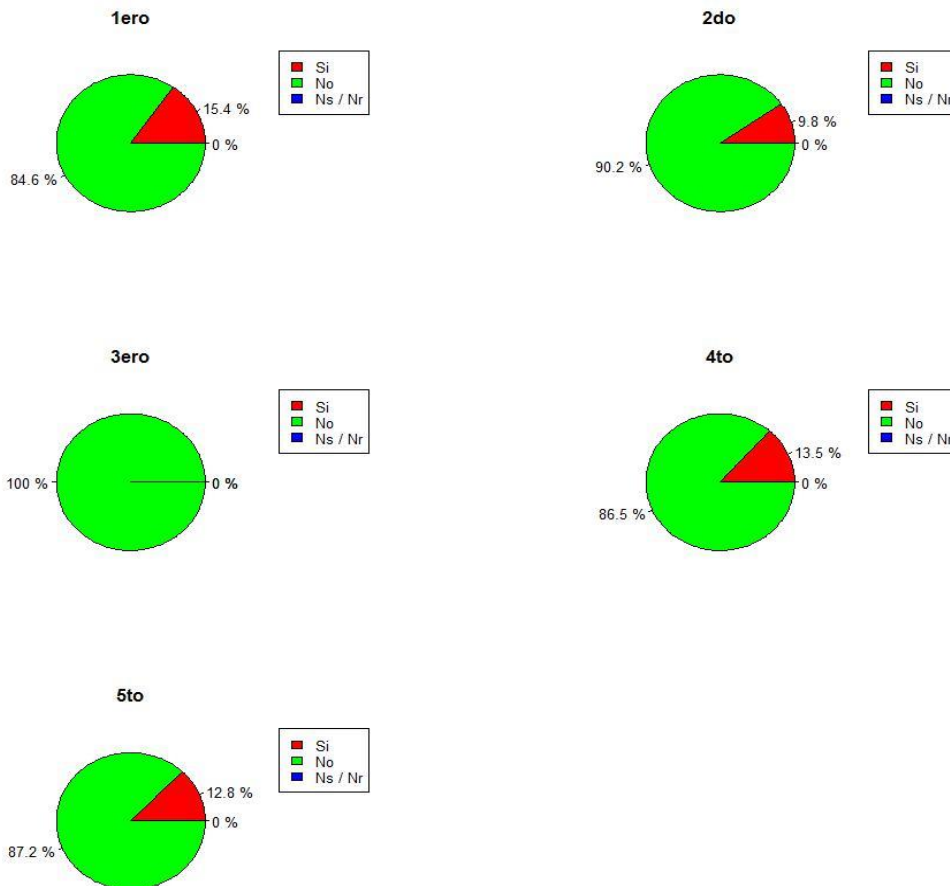 1ero
Si
No
Ns / Nr
15.4 %
0 %
84.6 %
2do
Si
No
Ns / Nr
9.8 %
0 %
90.2 %
3ero
Si
No
Ns / Nr
100 %
0 %
4to
Si
No
Ns / Nr
13.5 %
0 %
86.5 %
5to
Si
No
Ns / Nr
12.8 %
0 %
87.2 %